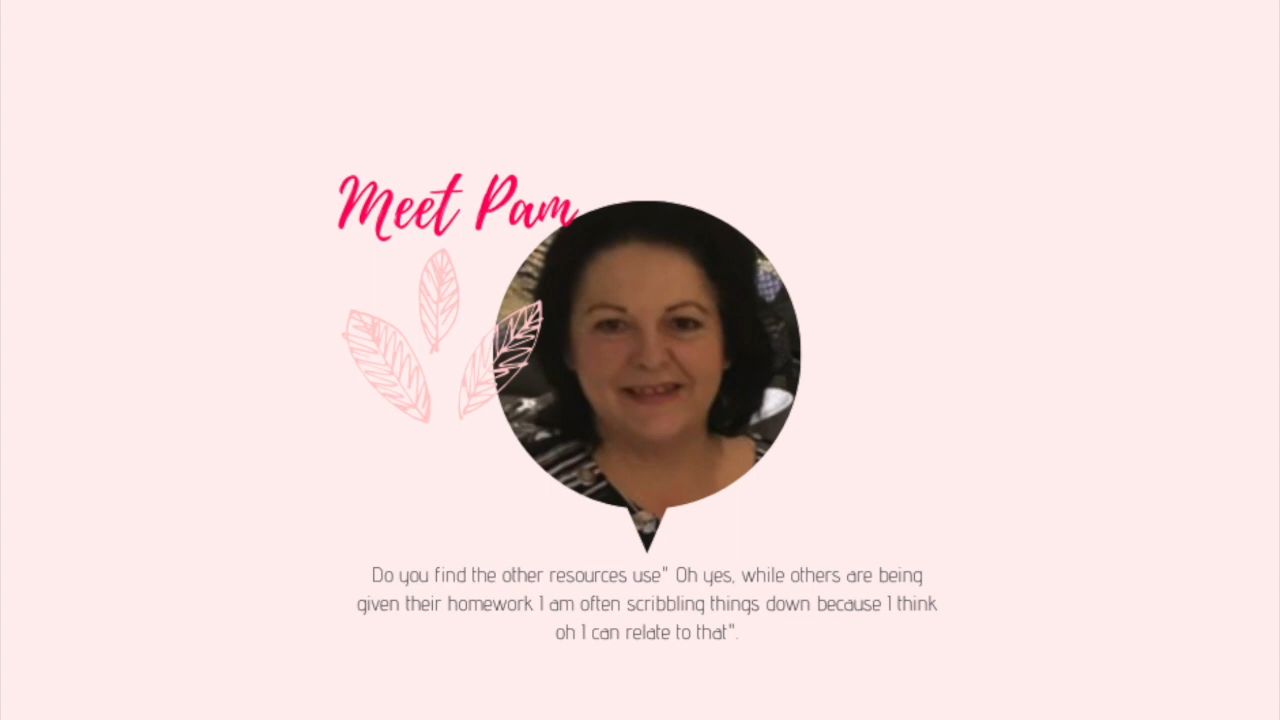 Meet Pam
Do you find the other resources use" Oh yes, while others are being
given their homework I am often scribbling things down because I think
oh I can relate to that".